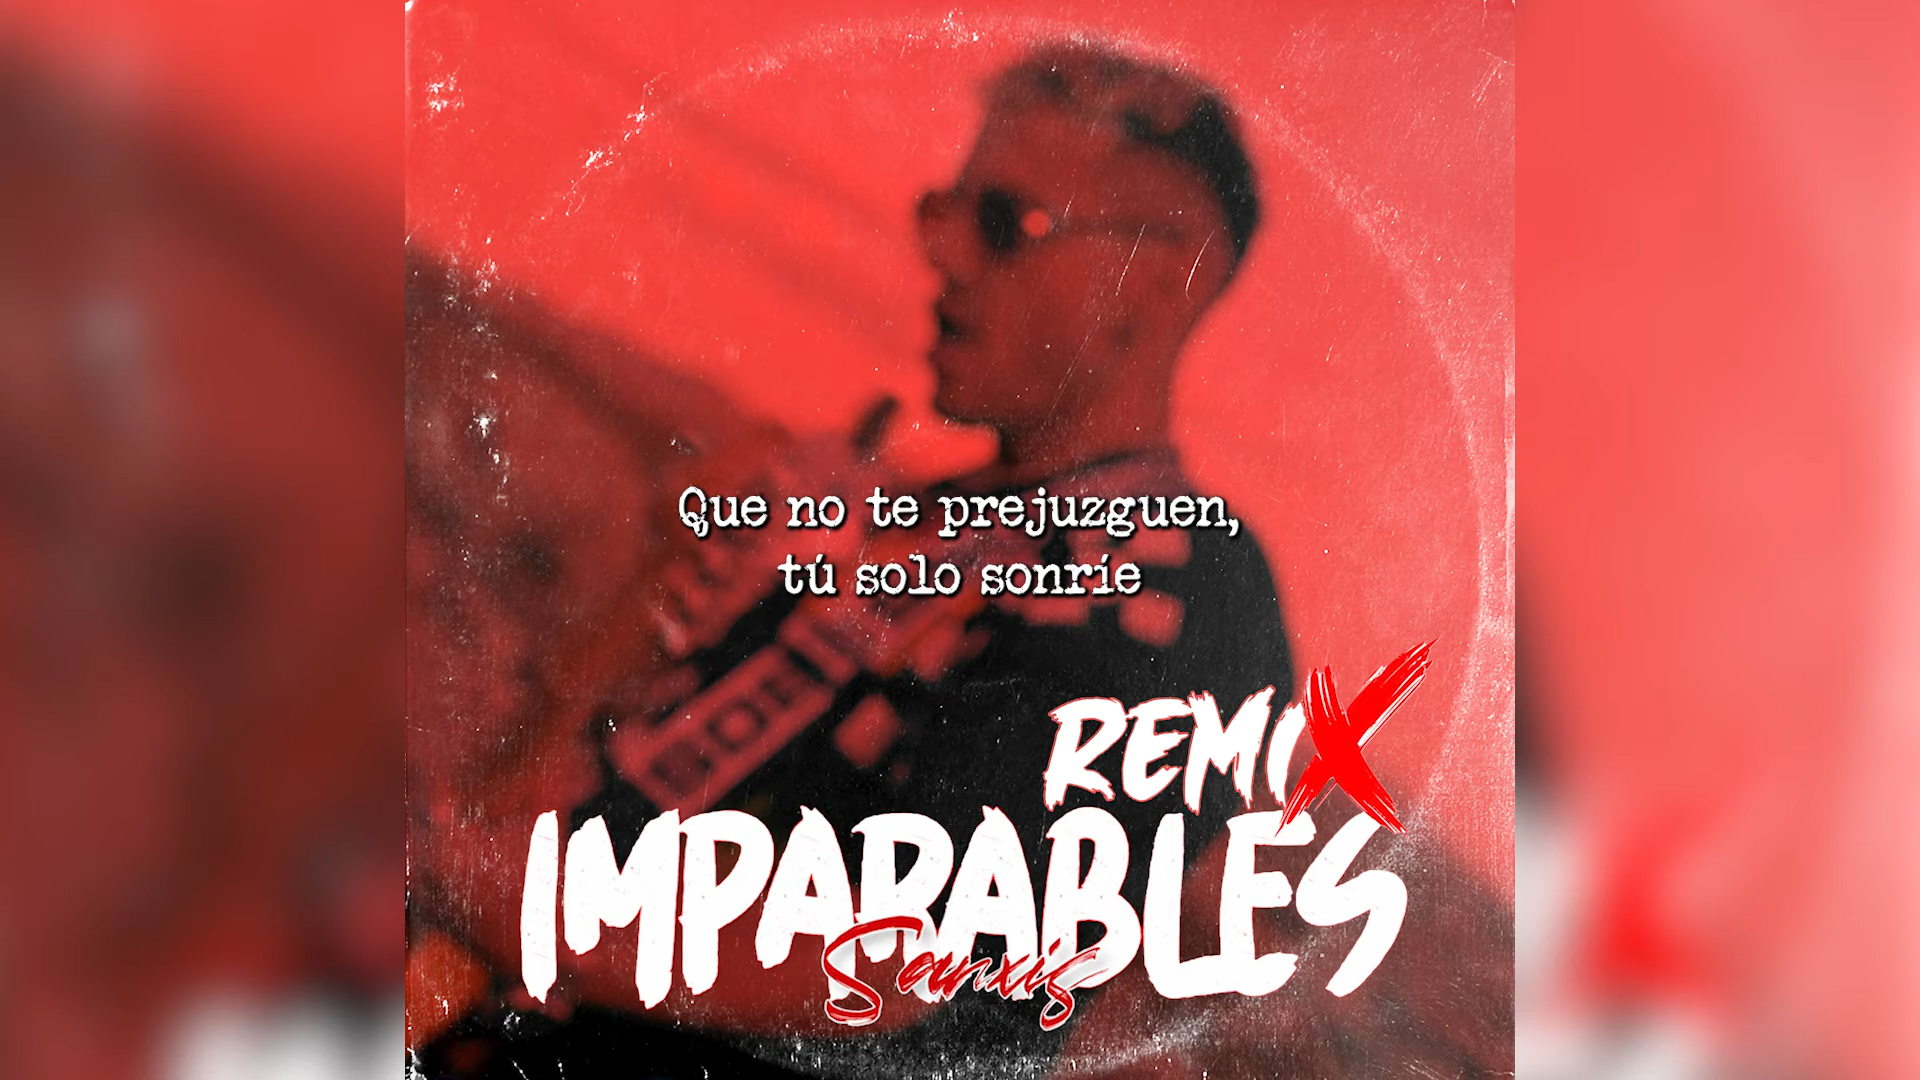 Que no te prejuzguen,
tú solo sonríe
REMIX
IMPARABLES
Sanxis